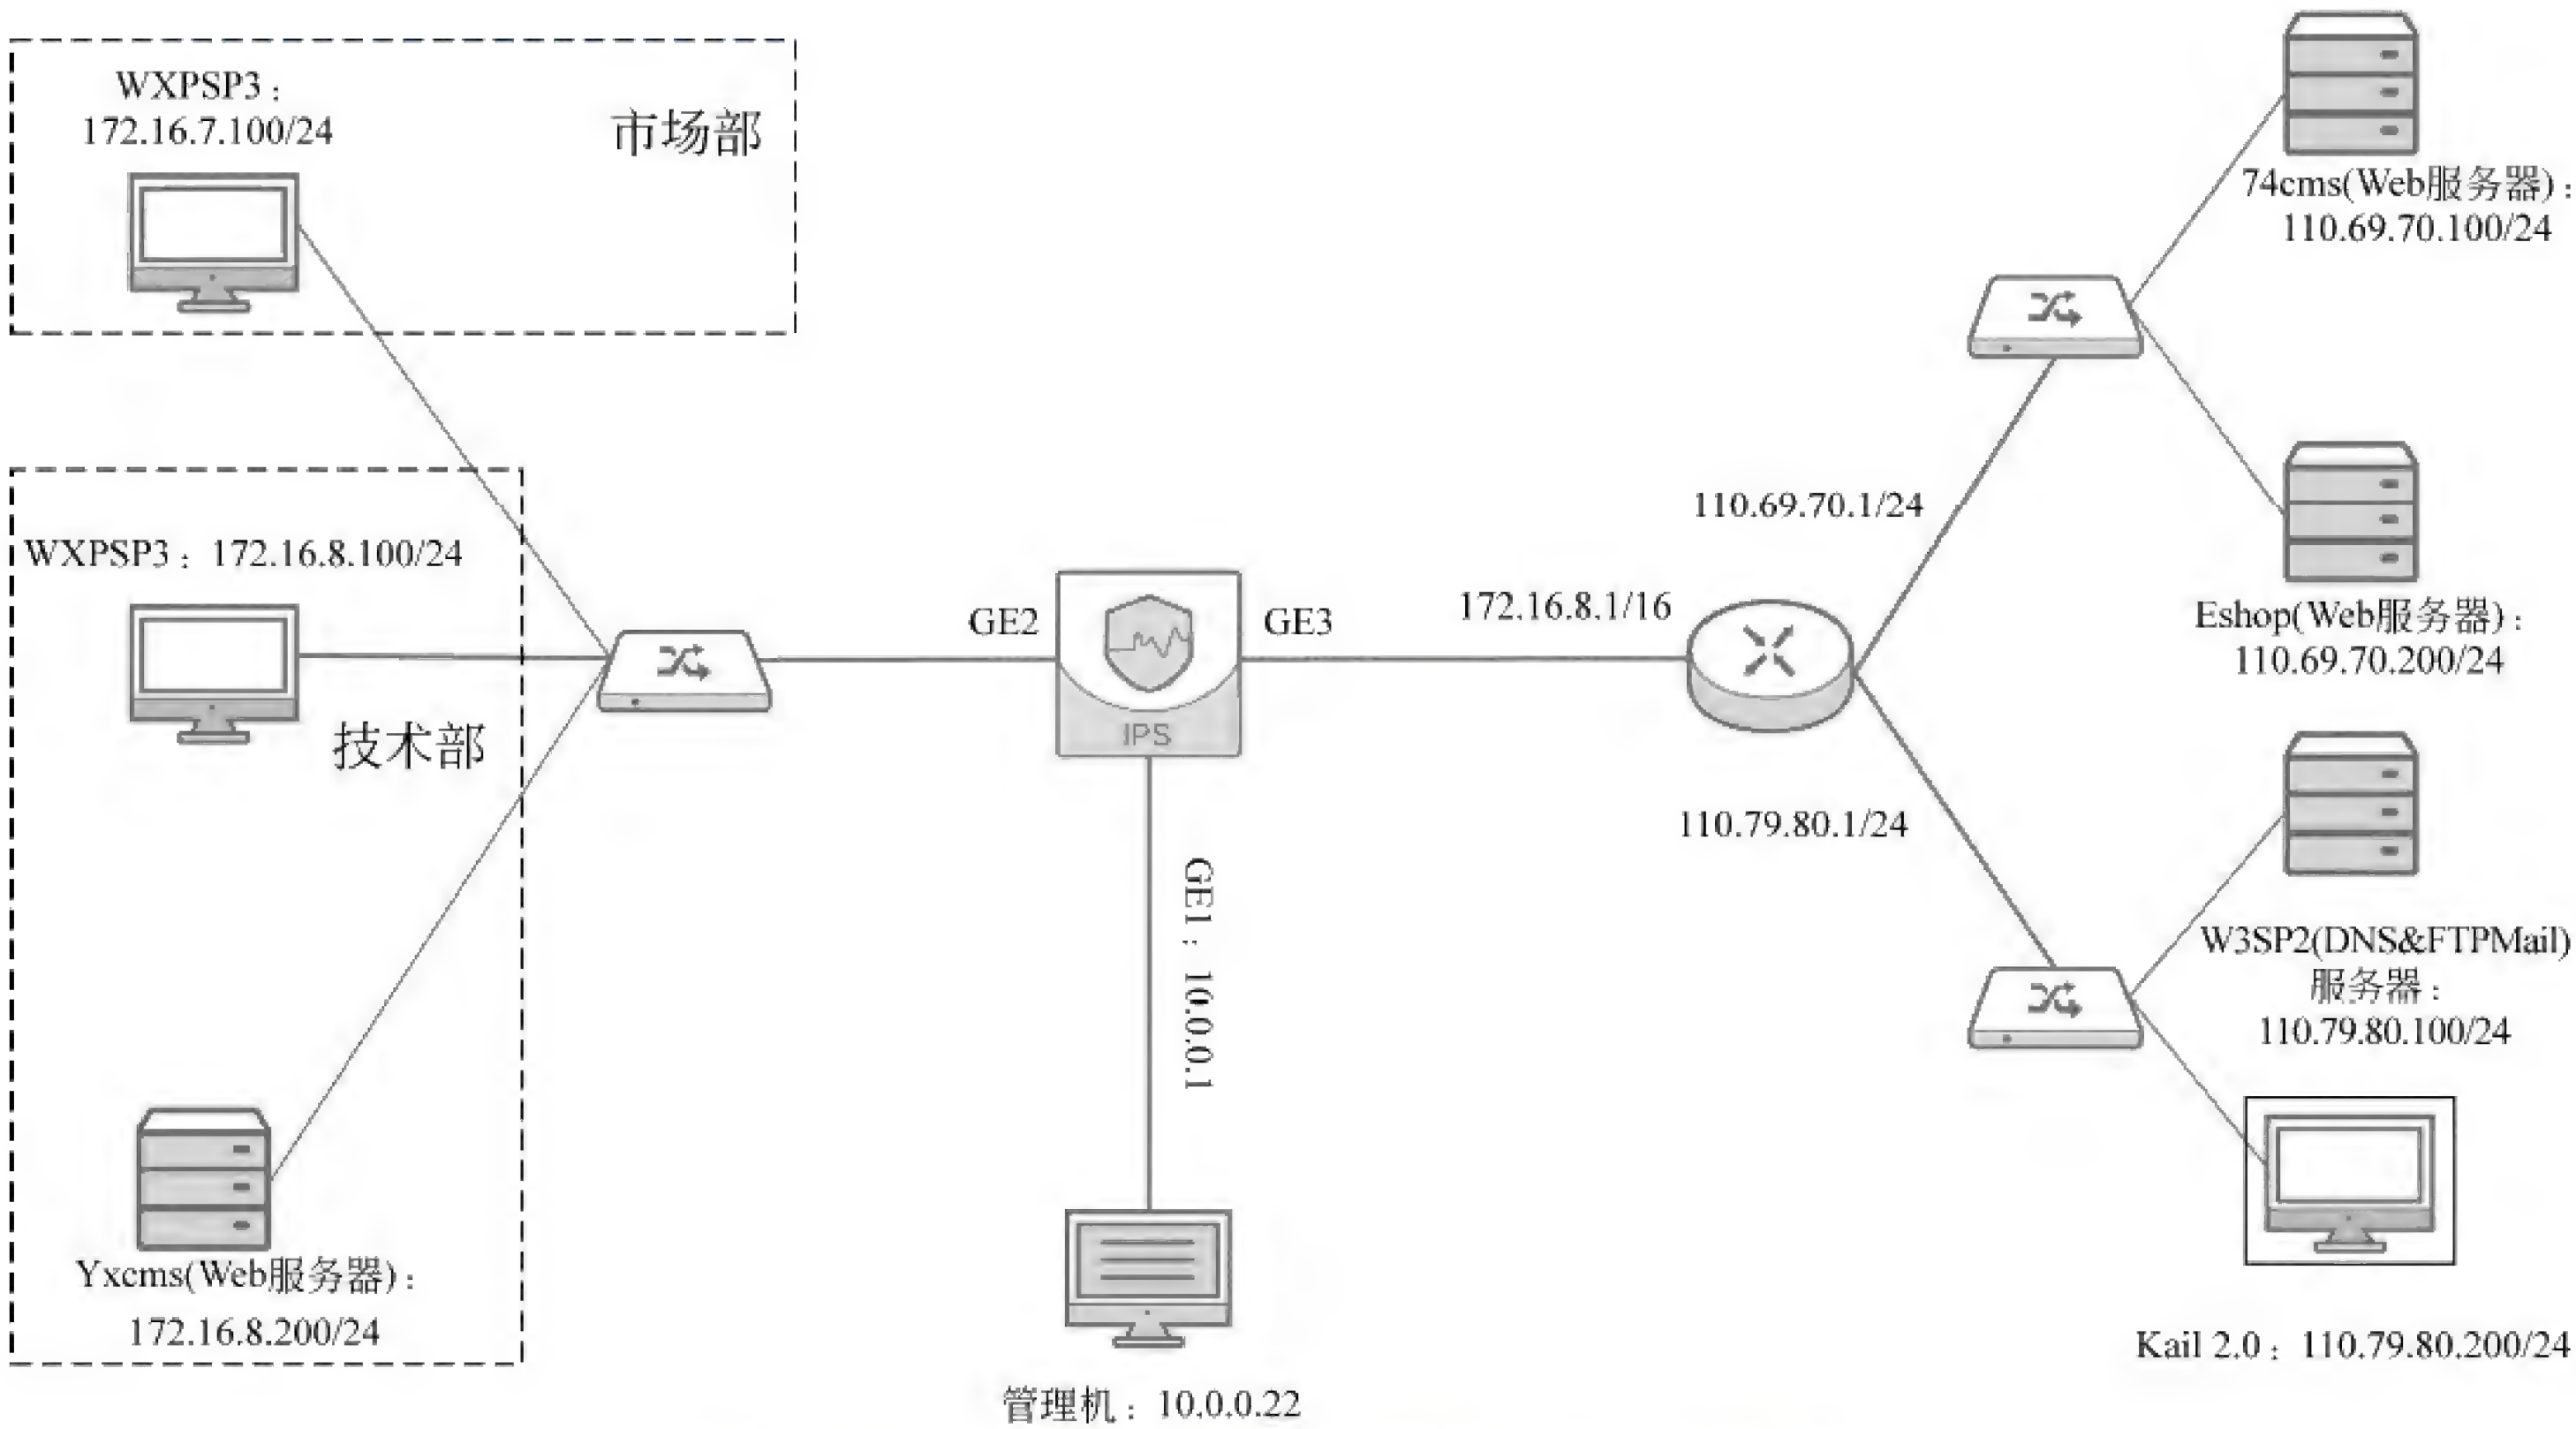 WXPSP3：
172.16.7.100/24
市场部
WXPSP3：172.16.8.100/24
技术部
Yxcms(Web服务器)：
172.16.8.200/24
GE2
IPS
GE3
GE1：10.0.0.1
管理机：10.0.0.22
172.16.8.1/16
110.69.70.1/24
110.79.80.1/24
74cms(Web服务器)：
110.69.70.100/24
Eshop(Web服务器)：
110.69.70.200/24
W3SP2(DNS&FTPMail)
服务器：
110.79.80.100/24
Kail 2.0：110.79.80.200/24